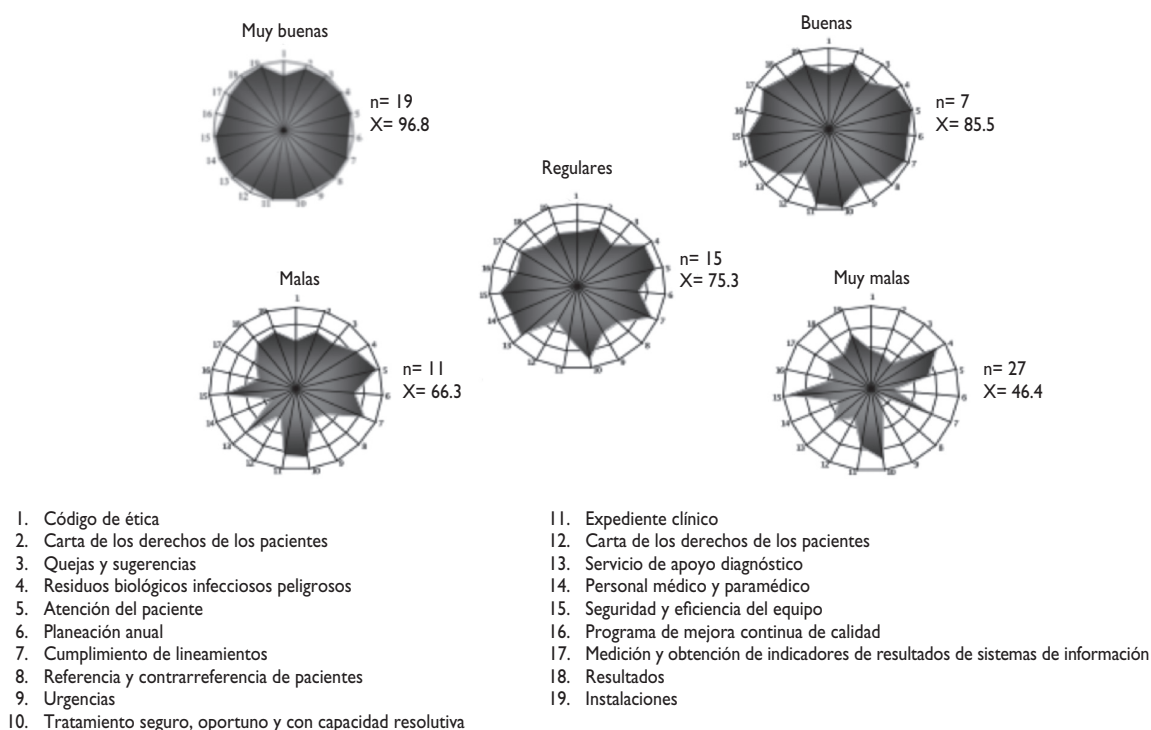 Muy buenas
n= 19
X= 96.8
Buenas
n= 7
X= 85.5
Regulares
n= 15
X= 75.3
Malas
n= 11
X= 66.3
Muy malas
n= 27
X= 46.4
1. Código de ética
2. Carta de los derechos de los pacientes
3. Quejas y sugerencias
4. Residuos biológicos infecciosos peligrosos
5. Atención del paciente
6. Planeación anual
7. Cumplimiento de lineamientos
8. Referencia y contrarreferencia de pacientes
9. Urgencias
10. Tratamiento seguro, oportuno y con capacidad resolutiva
11. Expediente clínico
12. Carta de los derechos de los pacientes
13. Servicio de apoyo diagnóstico
14. Personal médico y paramédico
15. Seguridad y eficiencia del equipo
16. Programa de mejora continua de calidad
17. Medición y obtención de indicadores de resultados de sistemas de información
18. Resultados
19. Instalaciones